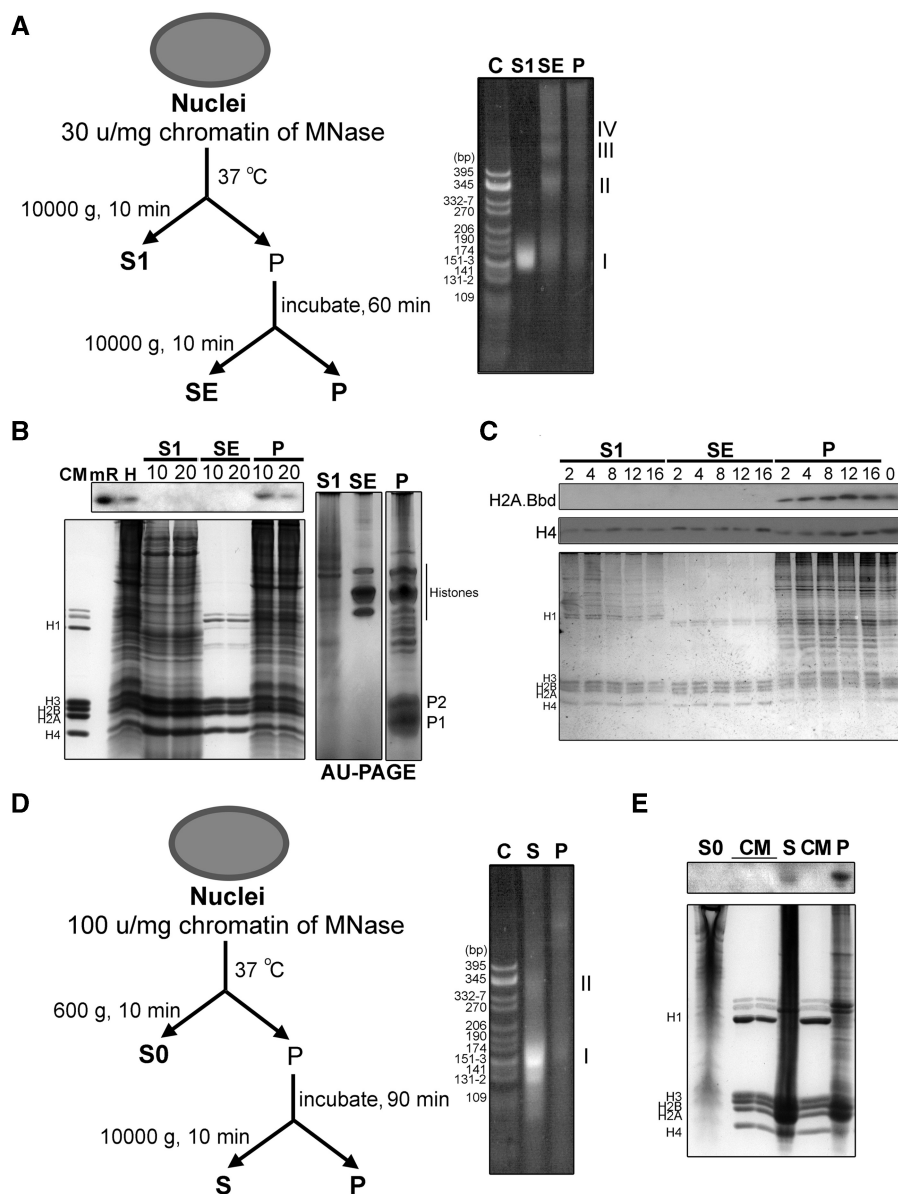 A
Nuclei
30 u/mg chromatin of MNase
37 °C
10000 g, 10 min
S1
P
incubate, 60 min
10000 g, 10 min
SE
P
C S1 SE P
(bp)
395
345
332-7
270
206
190
174
151-3
141
131-2
109
IV
III
II
I
B
S1 SE P
CM mR H 10 20 10 20 10 20
H1
H3
H2B
H2A
H4
S1 SE P
Histones
P2
P1
AU-PAGE
C
S1 SE P
2 4 8 12 16 2 4 8 12 16 2 4 8 12 16 0
H2A.Bbd
H4
H1
H3
H2B
H2A
H4
D
Nuclei
100 u/mg chromatin of MNase
37 °C
600 g, 10 min
S0
P
incubate, 90 min
10000 g, 10 min
S
P
C S P
(bp)
395
345
332-7
270
206
190
174
151-3
141
131-2
109
II
I
E
S0 CM S CM P
H1
H3
H2B
H2A
H4